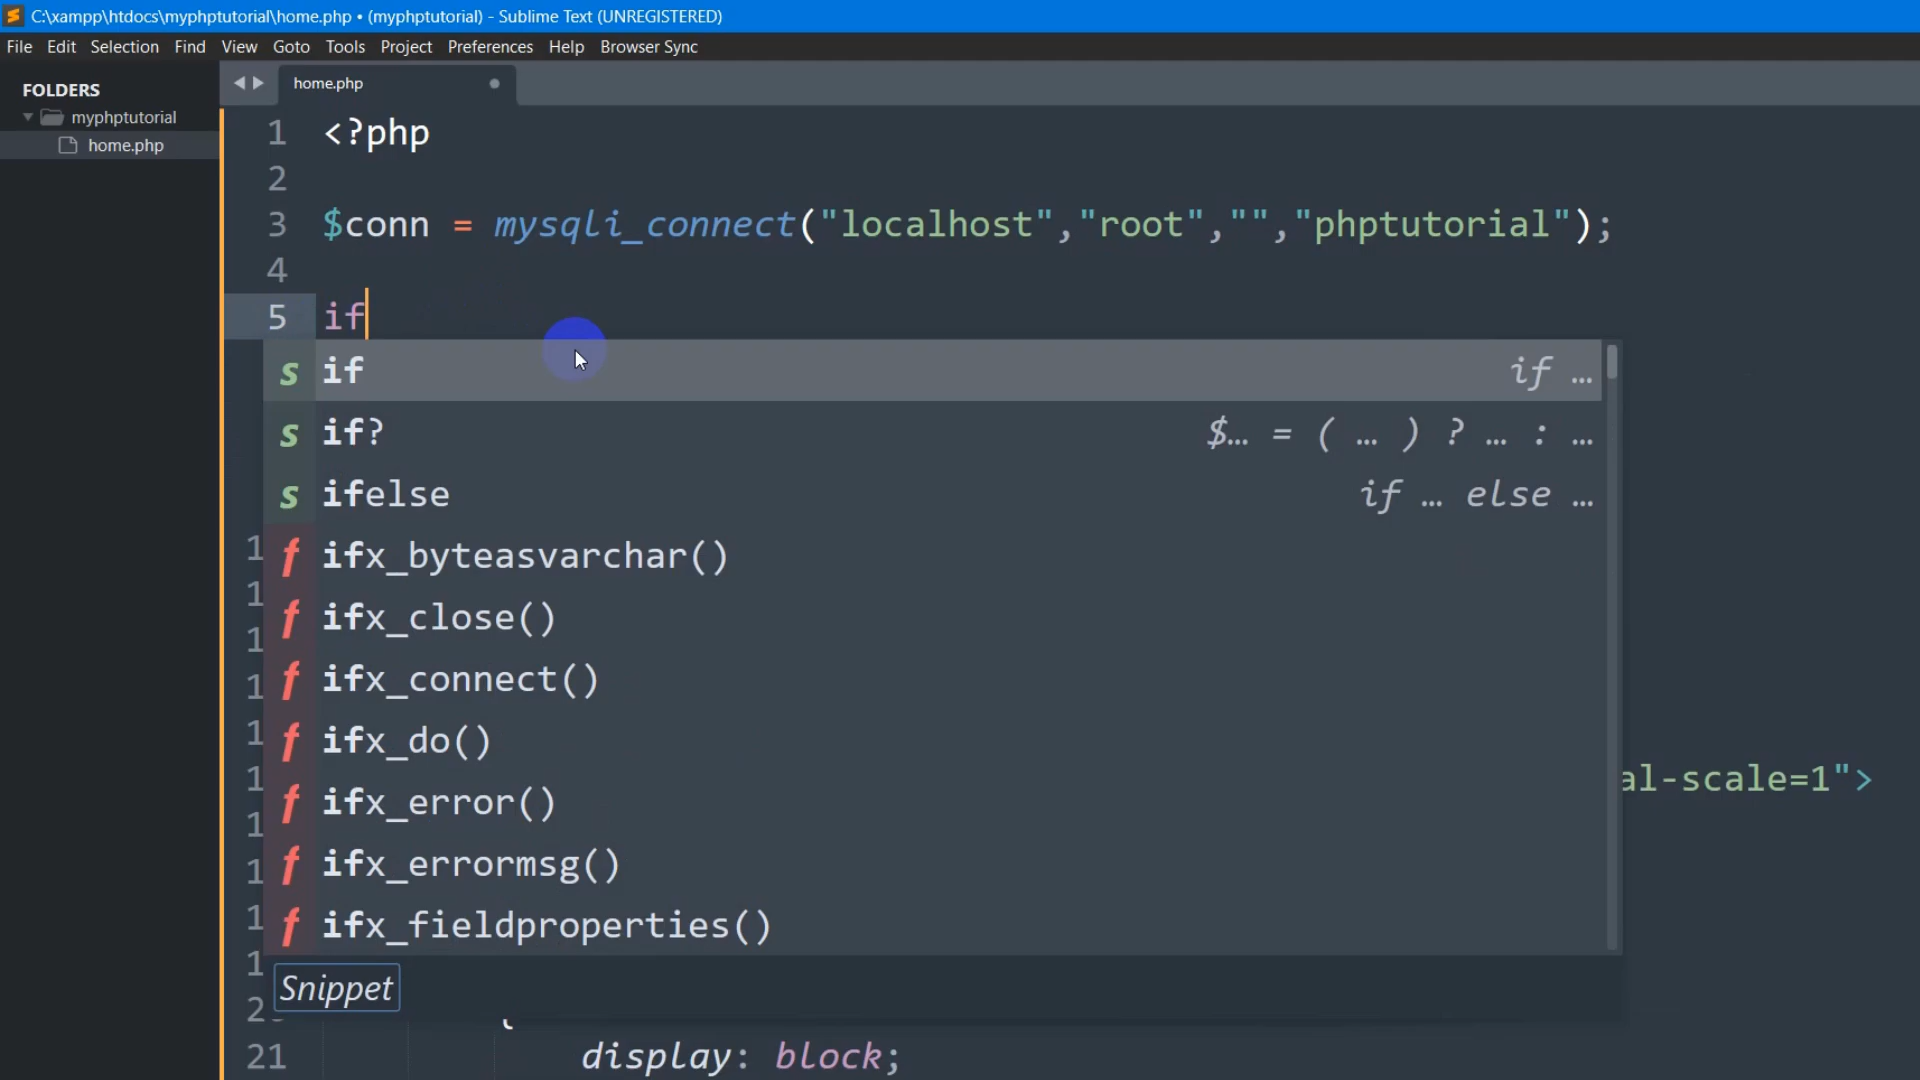 C:\xampp\htdocs\myphptutorial\home.php • (myphptutorial) - Sublime Text (UNREGISTERED)
File Edit Selection Find View Goto Tools Project Preferences Help Browser Sync
FOLDERS
myphptutorial
home.php
home.php
1 <?php
2
3 $conn = mysqli_connect("localhost","root","","phptutorial");
4
5 if
if if …
if? $… = ( … ) ? … : …
ifelse if … else …
ifx_byteasvarchar()
ifx_close()
ifx_connect()
ifx_do()
al-scale=1">
ifx_error()
ifx_errormsg()
ifx_fieldproperties()
Snippet
21 display: block;